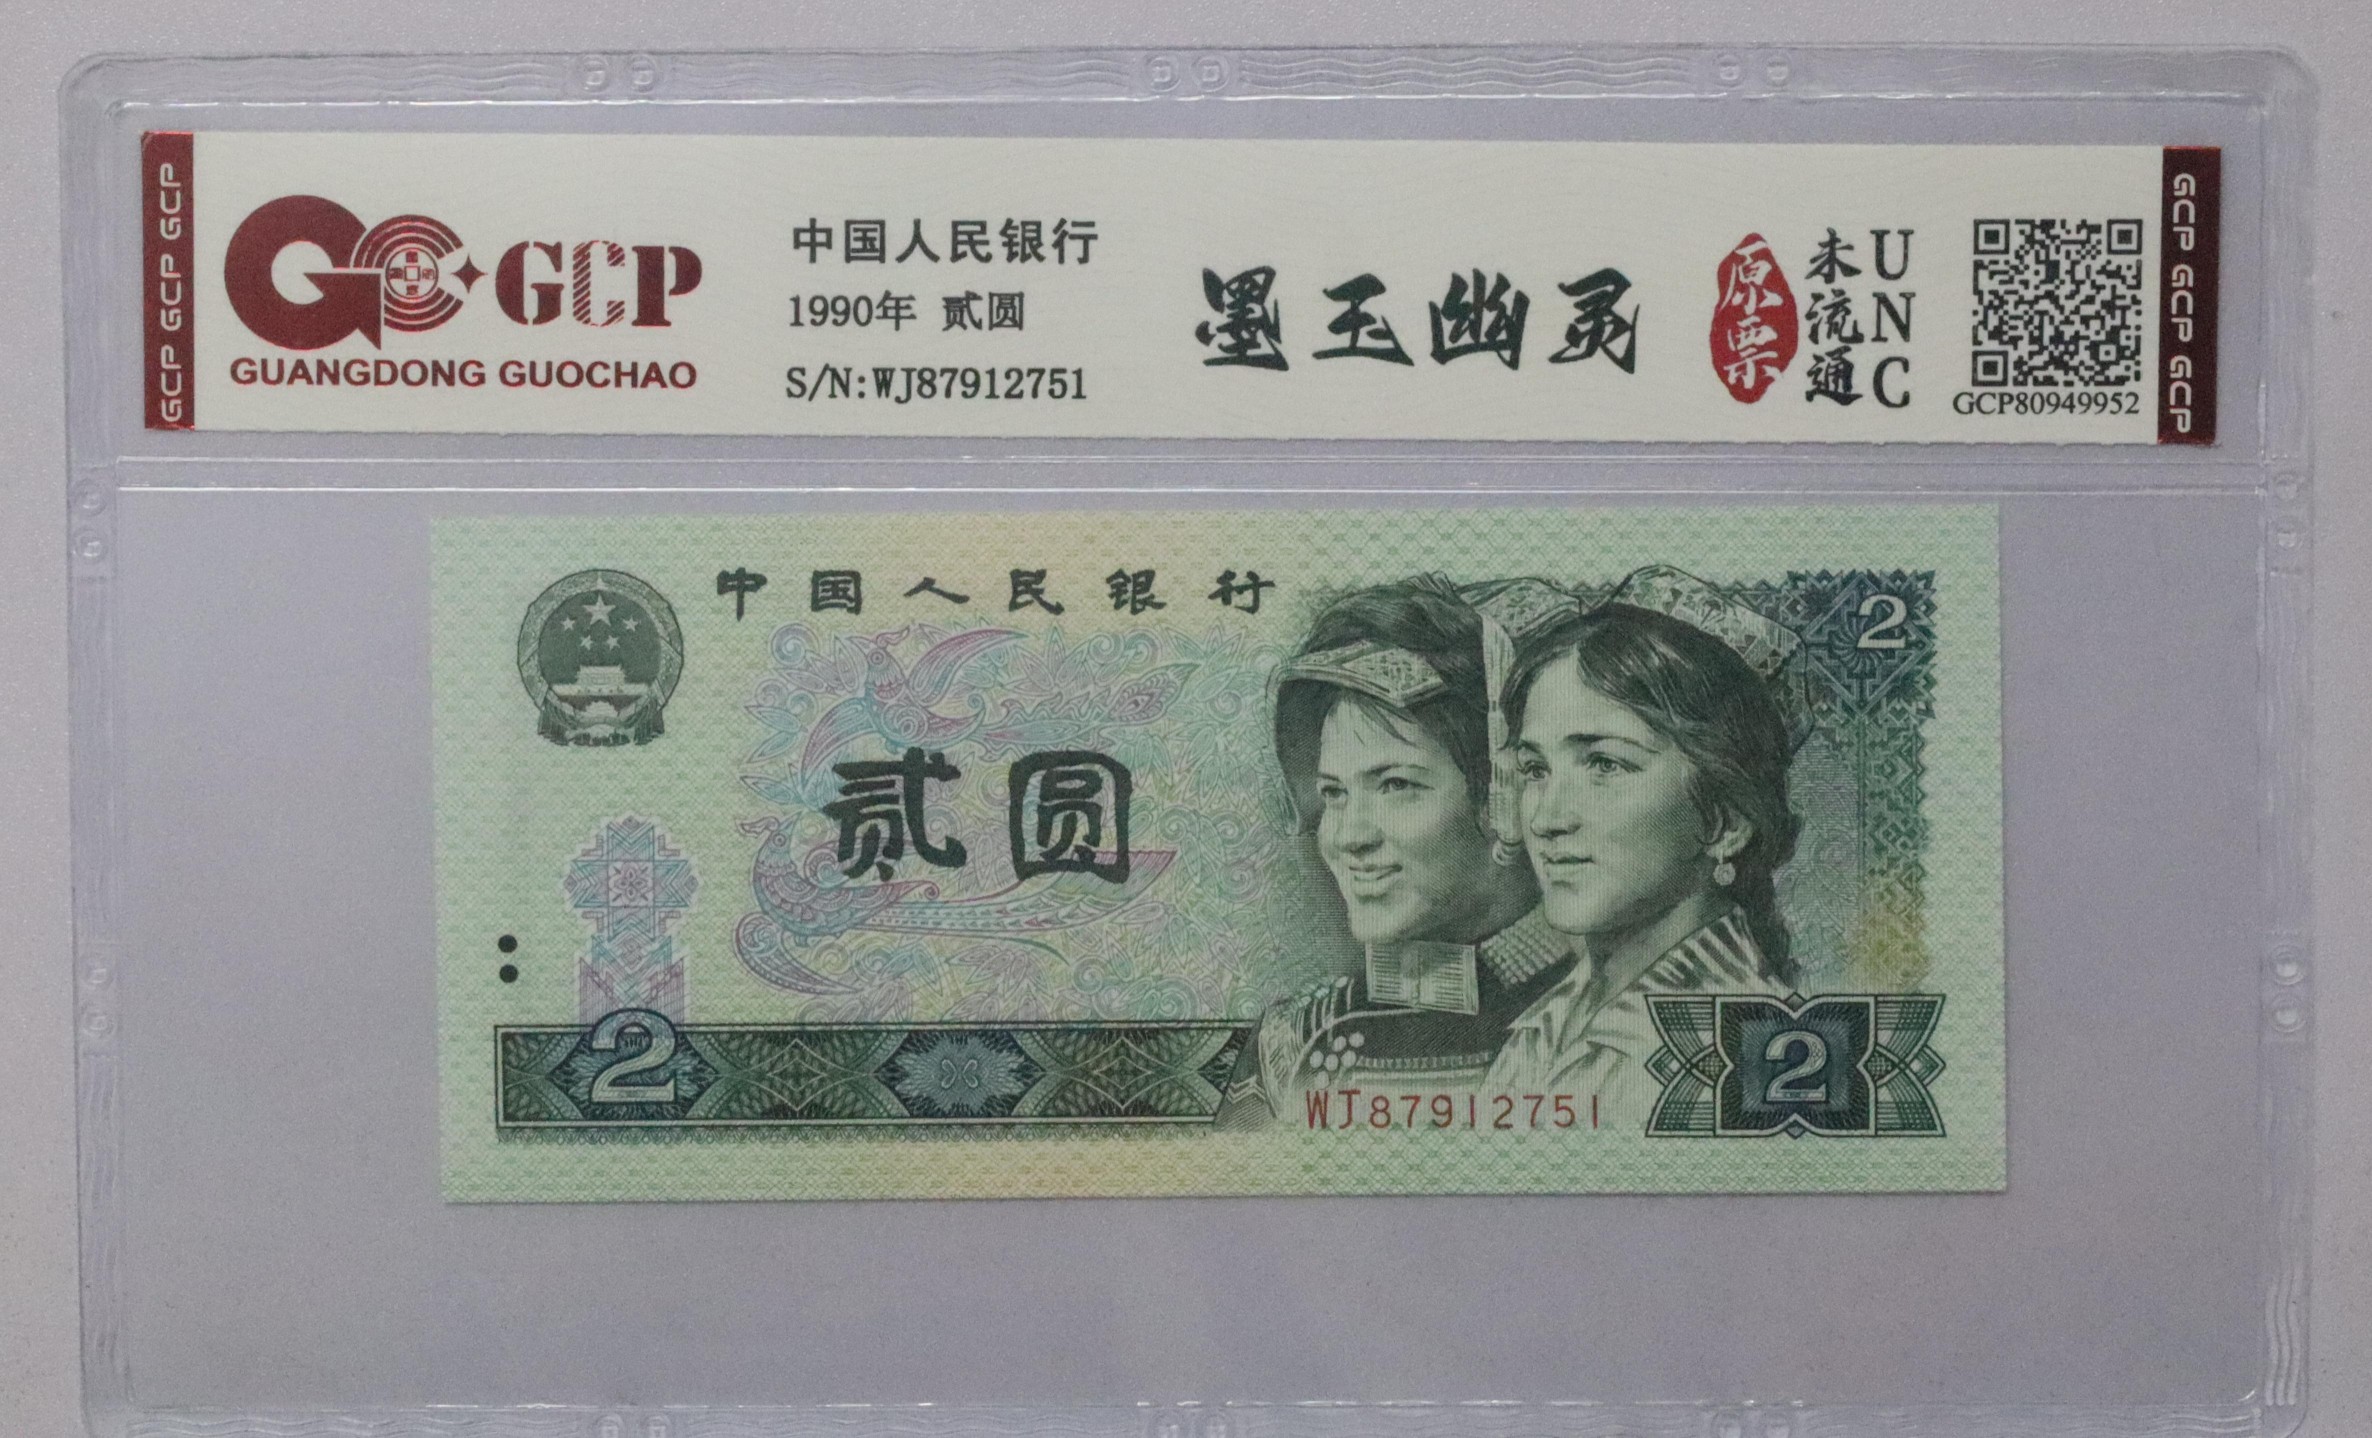 GCP GCP GCP
GCP
GUANGDONG GUOCHAO
中国人民银行
1990年 贰圆
S/N:WJ87912751
墨玉幽灵
原票
未流通
UNC
GCP80949952
GCP GCP GCP
中国人民银行
2
贰圆
2
WJ87912751
2